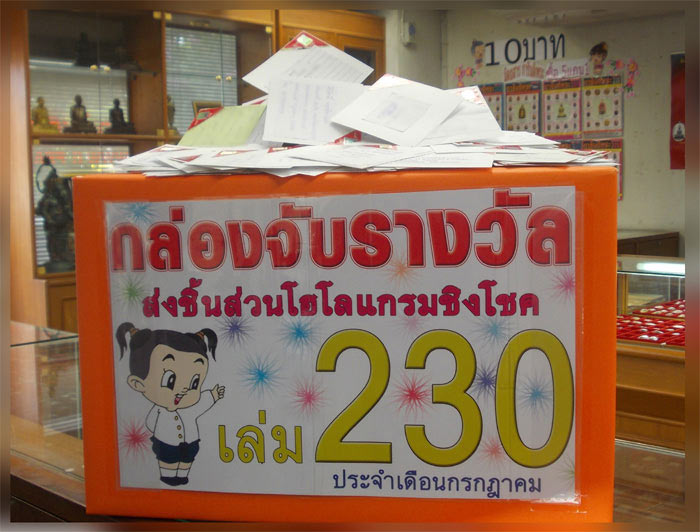 10บาท
กล่องจับรางวัล
ส่งชิ้นส่วนโฮโลแกรมชิงโชค
เล่ม 230
ประจำเดือนกรกฎาคม